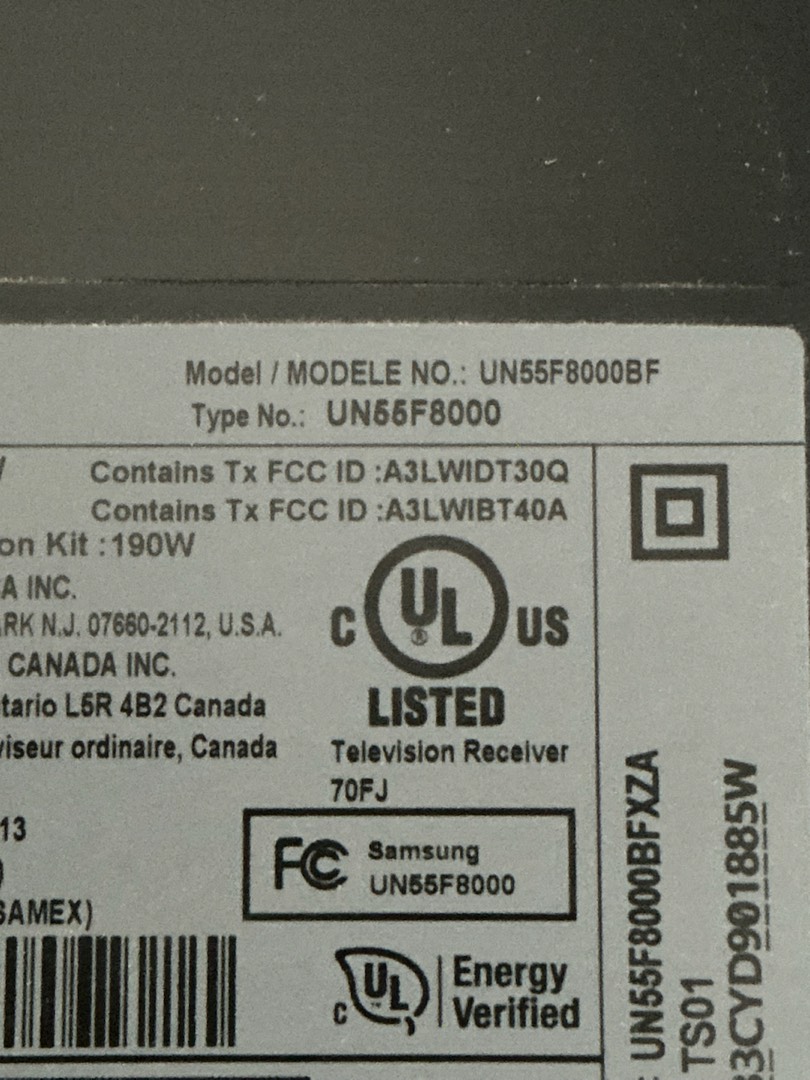 Model / MODELE NO.: UN55F8000BF
Type No.: UN55F8000
Contains Tx FCC ID :A3LWIDT30Q
Contains Tx FCC ID :A3LWIBT40A
on Kit :190W
A INC.
RK N.J. 07660-2112, U.S.A.
CANADA INC.
tario L5R 4B2 Canada
viseur ordinaire, Canada
C UL ® US
LISTED
Television Receiver
70FJ
13
SAMEX)
FC Samsung
UN55F8000
C UL Energy
Verified
UN55F8000BFXZA
TS01
3CYD901885W